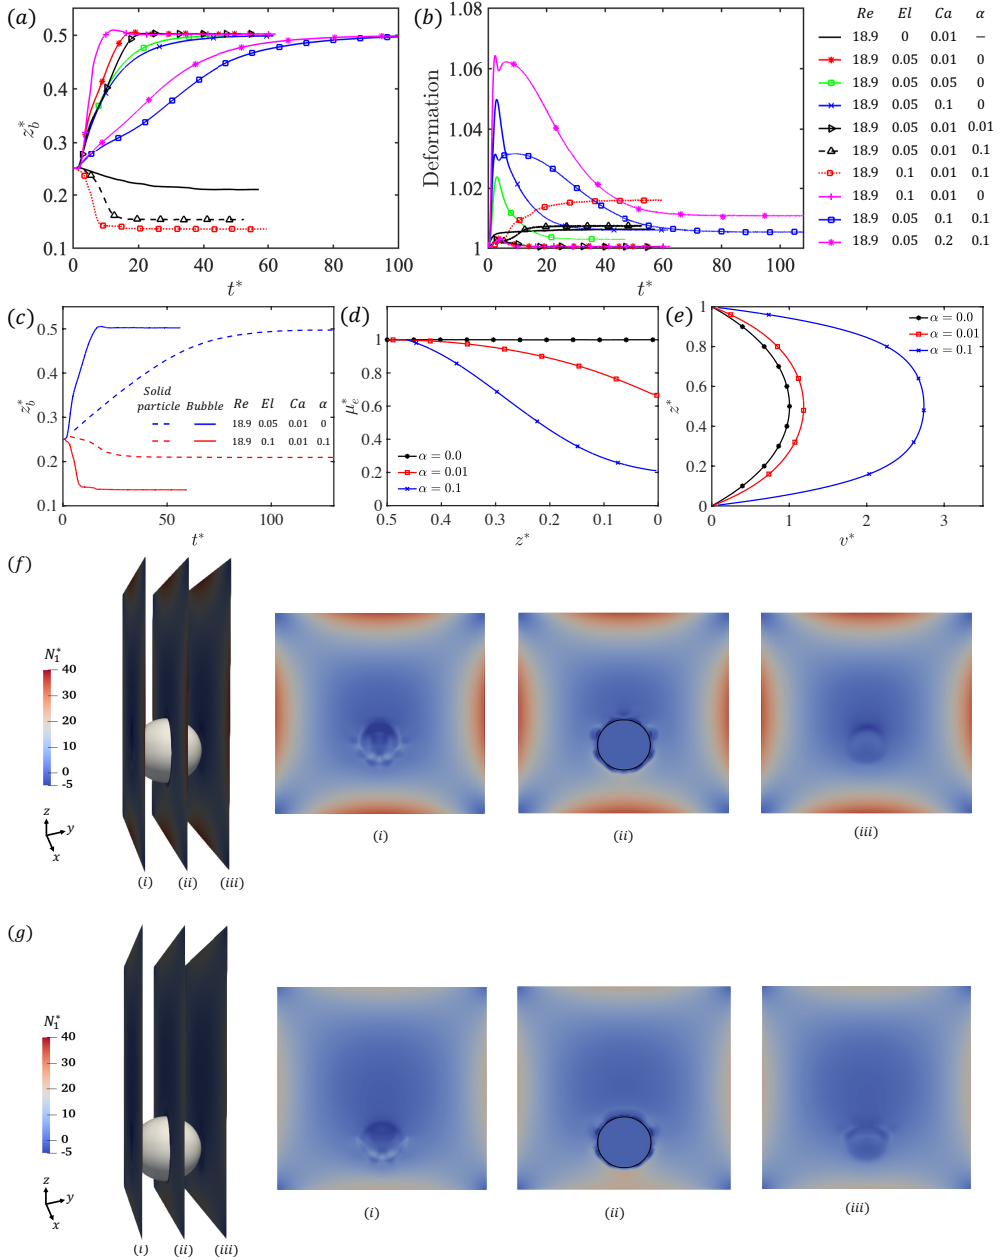 (a)
0.5
0.4
0.3
0.2
0.1
z*b
0 20 40 60 80 100
t*
(b)
1.08
1.06
1.04
1.02
1
Deformation
0 20 40 60 80 100
t*
Re El Ca α
18.9 0 0.01 −
18.9 0.05 0.01 0
18.9 0.05 0.05 0
18.9 0.05 0.1 0
18.9 0.05 0.01 0.01
18.9 0.05 0.01 0.1
18.9 0.1 0.01 0.1
18.9 0.1 0.01 0
18.9 0.05 0.1 0.1
18.9 0.05 0.2 0.1
(c)
0.5
0.4
0.3
0.2
0.1
z*b
Solid
particle Bubble Re El Ca α
18.9 0.05 0.01 0
18.9 0.1 0.01 0.1
0 50 100
t*
(d)
1
0.8
0.6
0.4
0.2
0
μ*e
α = 0.0
α = 0.01
α = 0.1
0.5 0.4 0.3 0.2 0.1 0
z*
(e)
1
0.8
0.6
0.4
0.2
0
z*
α = 0.0
α = 0.01
α = 0.1
0 1 2 3
v*
(f)
N*1
40
30
20
10
0
-5
z
y
x
(i) (ii) (iii)
(i)
(ii)
(iii)
(g)
N*1
40
30
20
10
0
-5
z
y
x
(i) (ii) (iii)
(i)
(ii)
(iii)